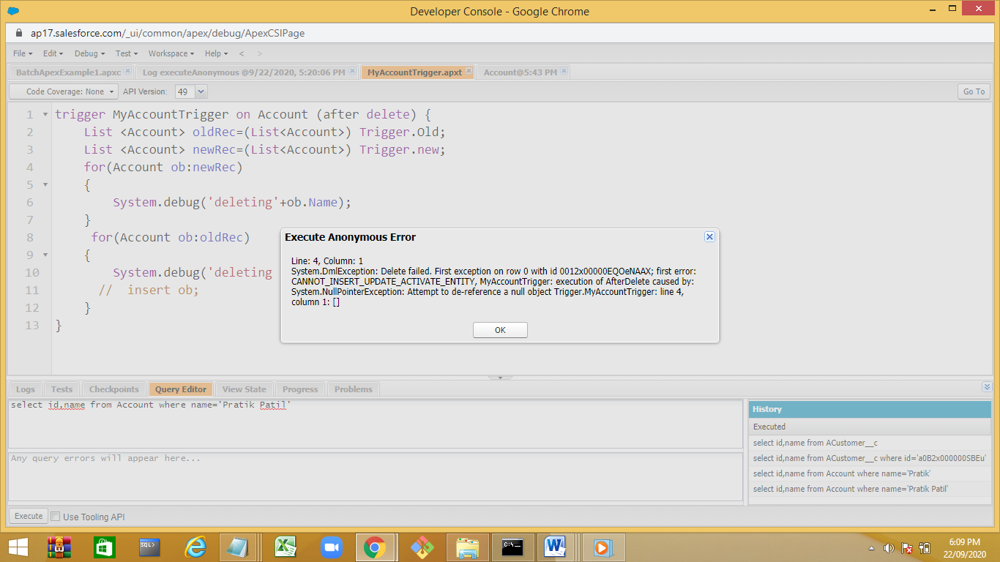 Developer Console - Google Chrome
ap17.salesforce.com/_ui/common/apex/debug/ApexCSIPage
File Edit Debug Test Workspace Help < >
BatchApexExample1.apxc Log executeAnonymous @9/22/2020, 5:20:06 PM MyAccountTrigger.apxt Account@5:43 PM
Code Coverage: None API Version: 49 Go To
1 trigger MyAccountTrigger on Account (after delete) {
2 List <Account> oldRec=(List<Account>) Trigger.Old;
3 List <Account> newRec=(List<Account>) Trigger.new;
4 for(Account ob:newRec)
5 {
6 System.debug('deleting'+ob.Name);
7 }
8 for(Account ob:oldRec)
9 {
10 System.debug('deleting
11 // insert ob;
12 }
13 }
Execute Anonymous Error
Line: 4, Column: 1
System.DmlException: Delete failed. First exception on row 0 with id 0012x00000EQOeNAAX; first error:
CANNOT_INSERT_UPDATE_ACTIVATE_ENTITY, MyAccountTrigger: execution of AfterDelete caused by:
System.NullPointerException: Attempt to de-reference a null object Trigger.MyAccountTrigger: line 4,
column 1: []
OK
Logs Tests Checkpoints Query Editor View State Progress Problems
select id,name from Account where name='Pratik Patil'
Any query errors will appear here...
History
Executed
select id,name from ACustomer__c
select id,name from ACustomer__c where id='a0B2x000000SBEu'
select id,name from Account where name='Pratik'
select id,name from Account where name='Pratik Patil'
Execute Use Tooling API
SQL>
C:\_
6:09 PM
22/09/2020